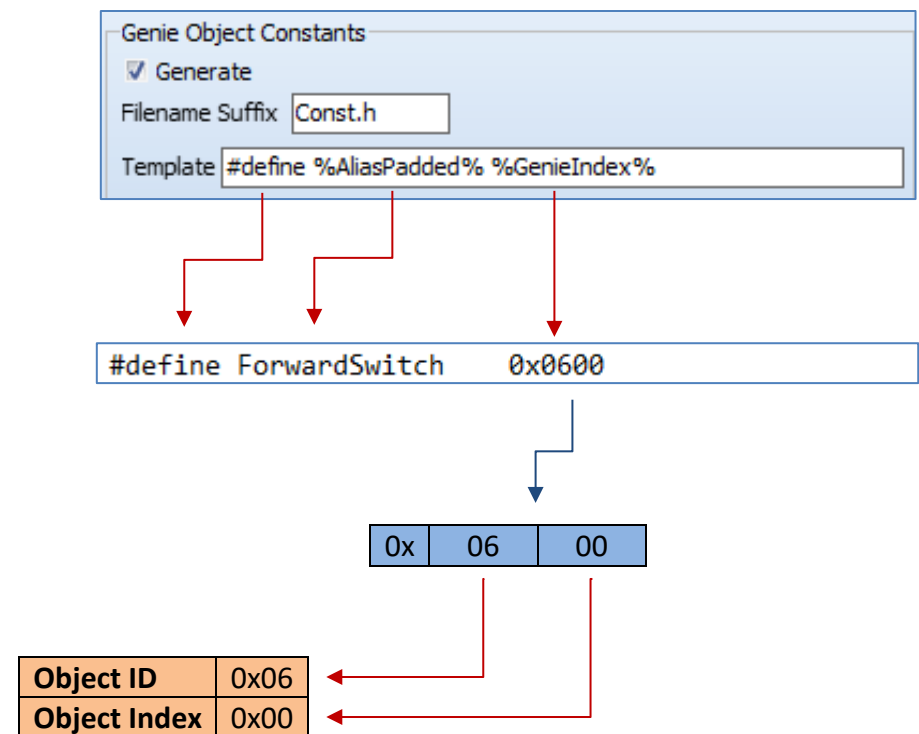 Genie Object Constants
Generate
Filename Suffix Const.h
Template #define %AliasPadded% %GenieIndex%
#define ForwardSwitch 0x0600
0x 06 00
Object ID 0x06
Object Index 0x00